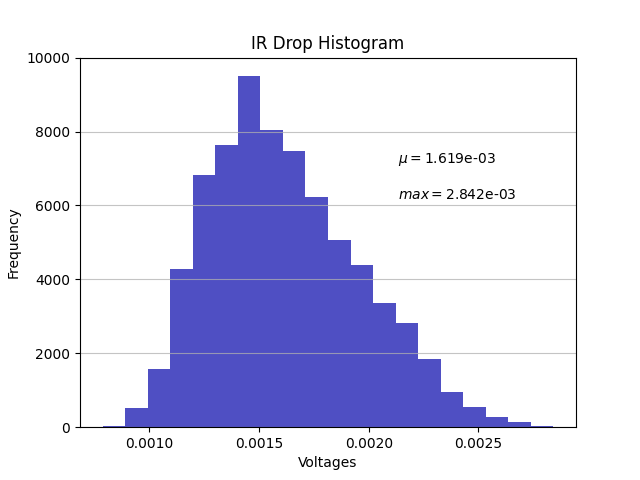 IR Drop Histogram
10000
8000
6000
4000
2000
0
Frequency
μ = 1.619e-03
max = 2.842e-03
0.0010 0.0015 0.0020 0.0025
Voltages